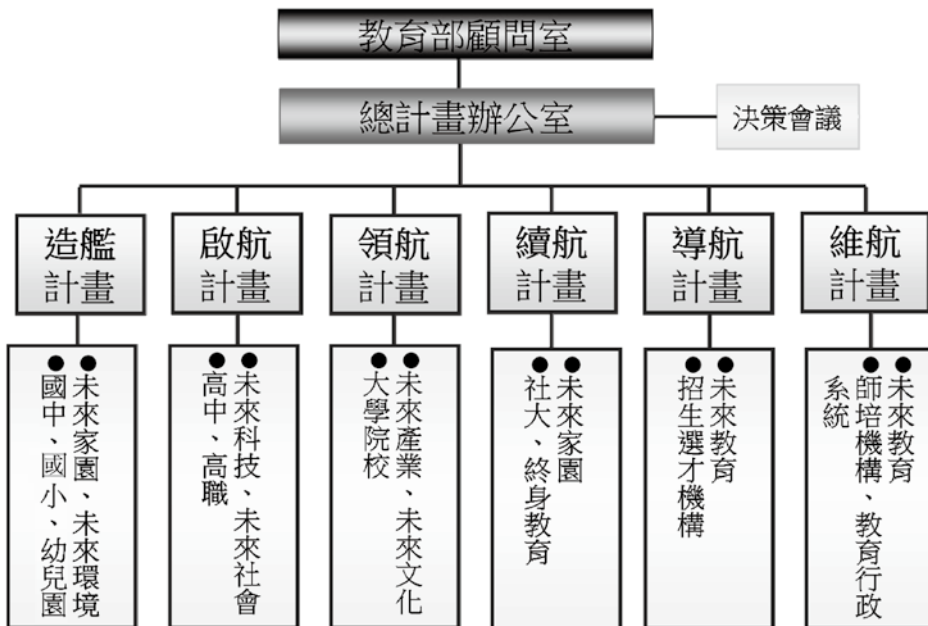 教育部顧問室
總計畫辦公室
決策會議
造艦
計畫
啟航
計畫
領航
計畫
續航
計畫
導航
計畫
維航
計畫
●未來家園、未來環境
●國中、國小、幼兒園
●未來科技、未來社會
●高中、高職
●未來產業、未來文化
●大學院校
●未來家園
●社大、終身教育
●未來教育
●招生選才機構
●未來教育
●師培機構、教育行政
系統